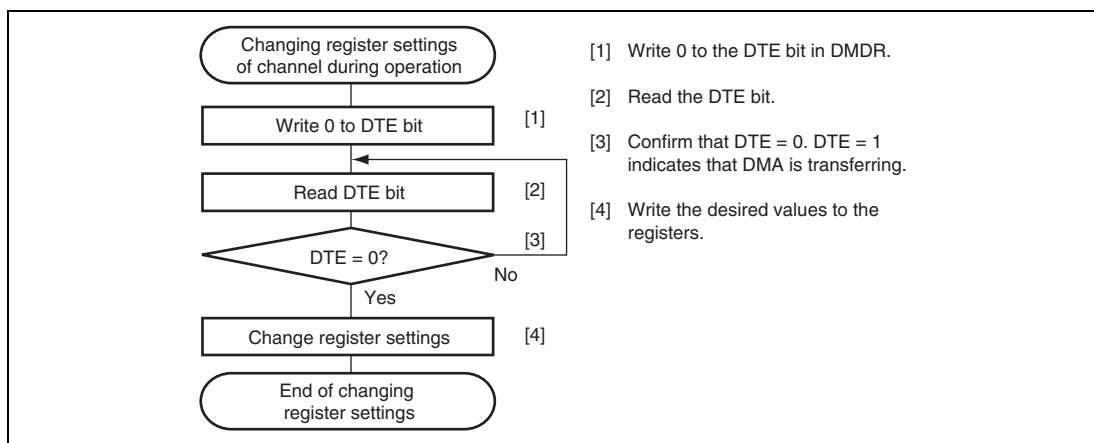 Changing register settings
of channel during operation
Write 0 to DTE bit
[1]
Read DTE bit
[2]
DTE = 0?
[3]
No
Yes
Change register settings
[4]
End of changing
register settings
[1] Write 0 to the DTE bit in DMDR.
[2] Read the DTE bit.
[3] Confirm that DTE = 0. DTE = 1
indicates that DMA is transferring.
[4] Write the desired values to the
registers.